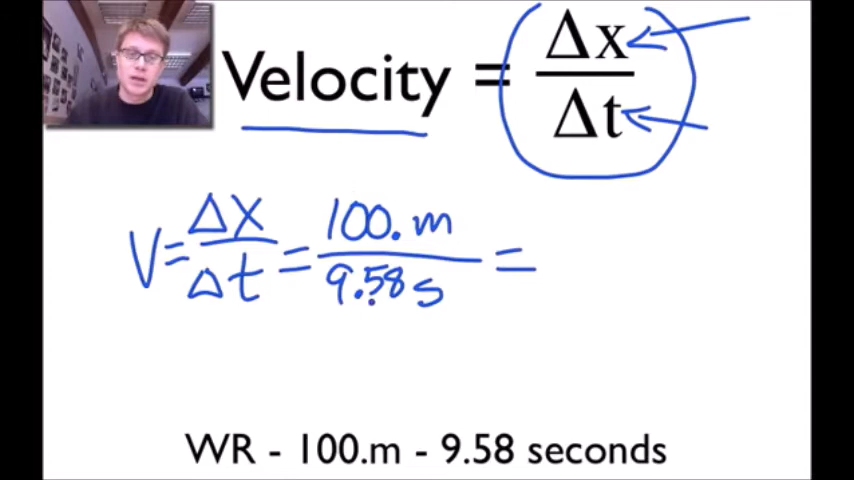 Velocity = Δx / Δt
V = Δx / Δt = 100. m / 9.58 s =
WR - 100.m - 9.58 seconds